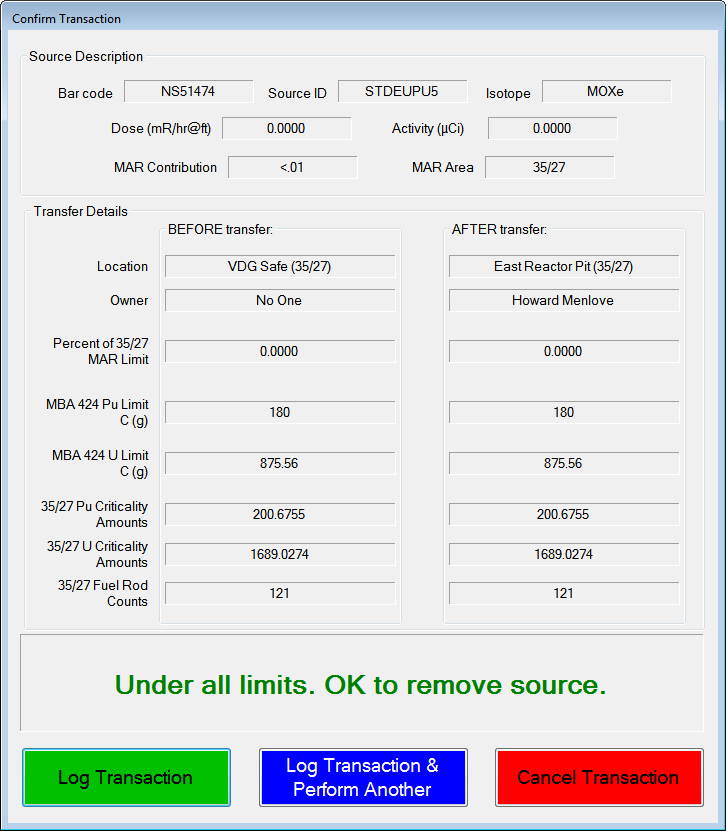 Confirm Transaction
Source Description
Bar code NS51474 Source ID STDEUPU5 Isotope MOXe
Dose (mR/hr@ft) 0.0000 Activity (µCi) 0.0000
MAR Contribution <.01 MAR Area 35/27
Transfer Details
BEFORE transfer: AFTER transfer:
Location VDG Safe (35/27) East Reactor Pit (35/27)
Owner No One Howard Menlove
Percent of 35/27
MAR Limit 0.0000 0.0000
MBA 424 Pu Limit
C (g) 180 180
MBA 424 U Limit
C (g) 875.56 875.56
35/27 Pu Criticality
Amounts 200.6755 200.6755
35/27 U Criticality
Amounts 1689.0274 1689.0274
35/27 Fuel Rod
Counts 121 121
Under all limits. OK to remove source.
Log Transaction
Log Transaction &
Perform Another
Cancel Transaction